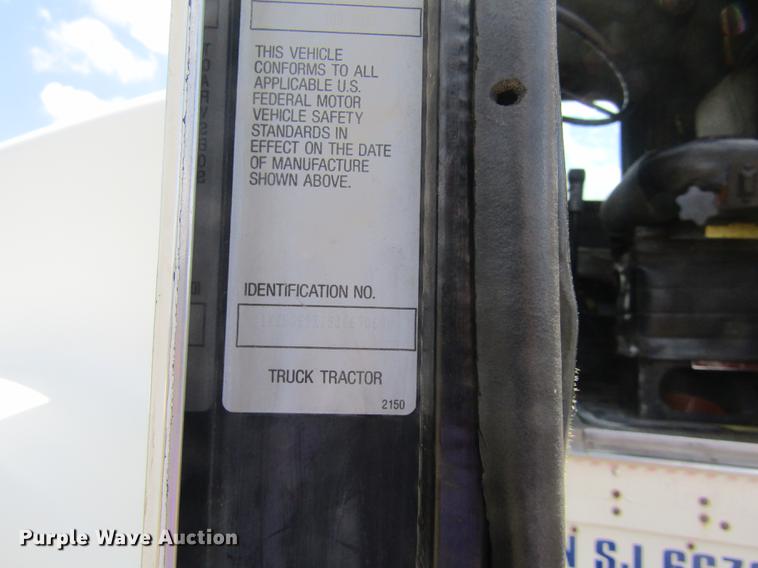 THIS VEHICLE
CONFORMS TO ALL
APPLICABLE U.S.
FEDERAL MOTOR
VEHICLE SAFETY
STANDARDS IN
EFFECT ON THE DATE
OF MANUFACTURE
SHOWN ABOVE.
IDENTIFICATION NO.
TRUCK TRACTOR
2150
Purple Wave Auction